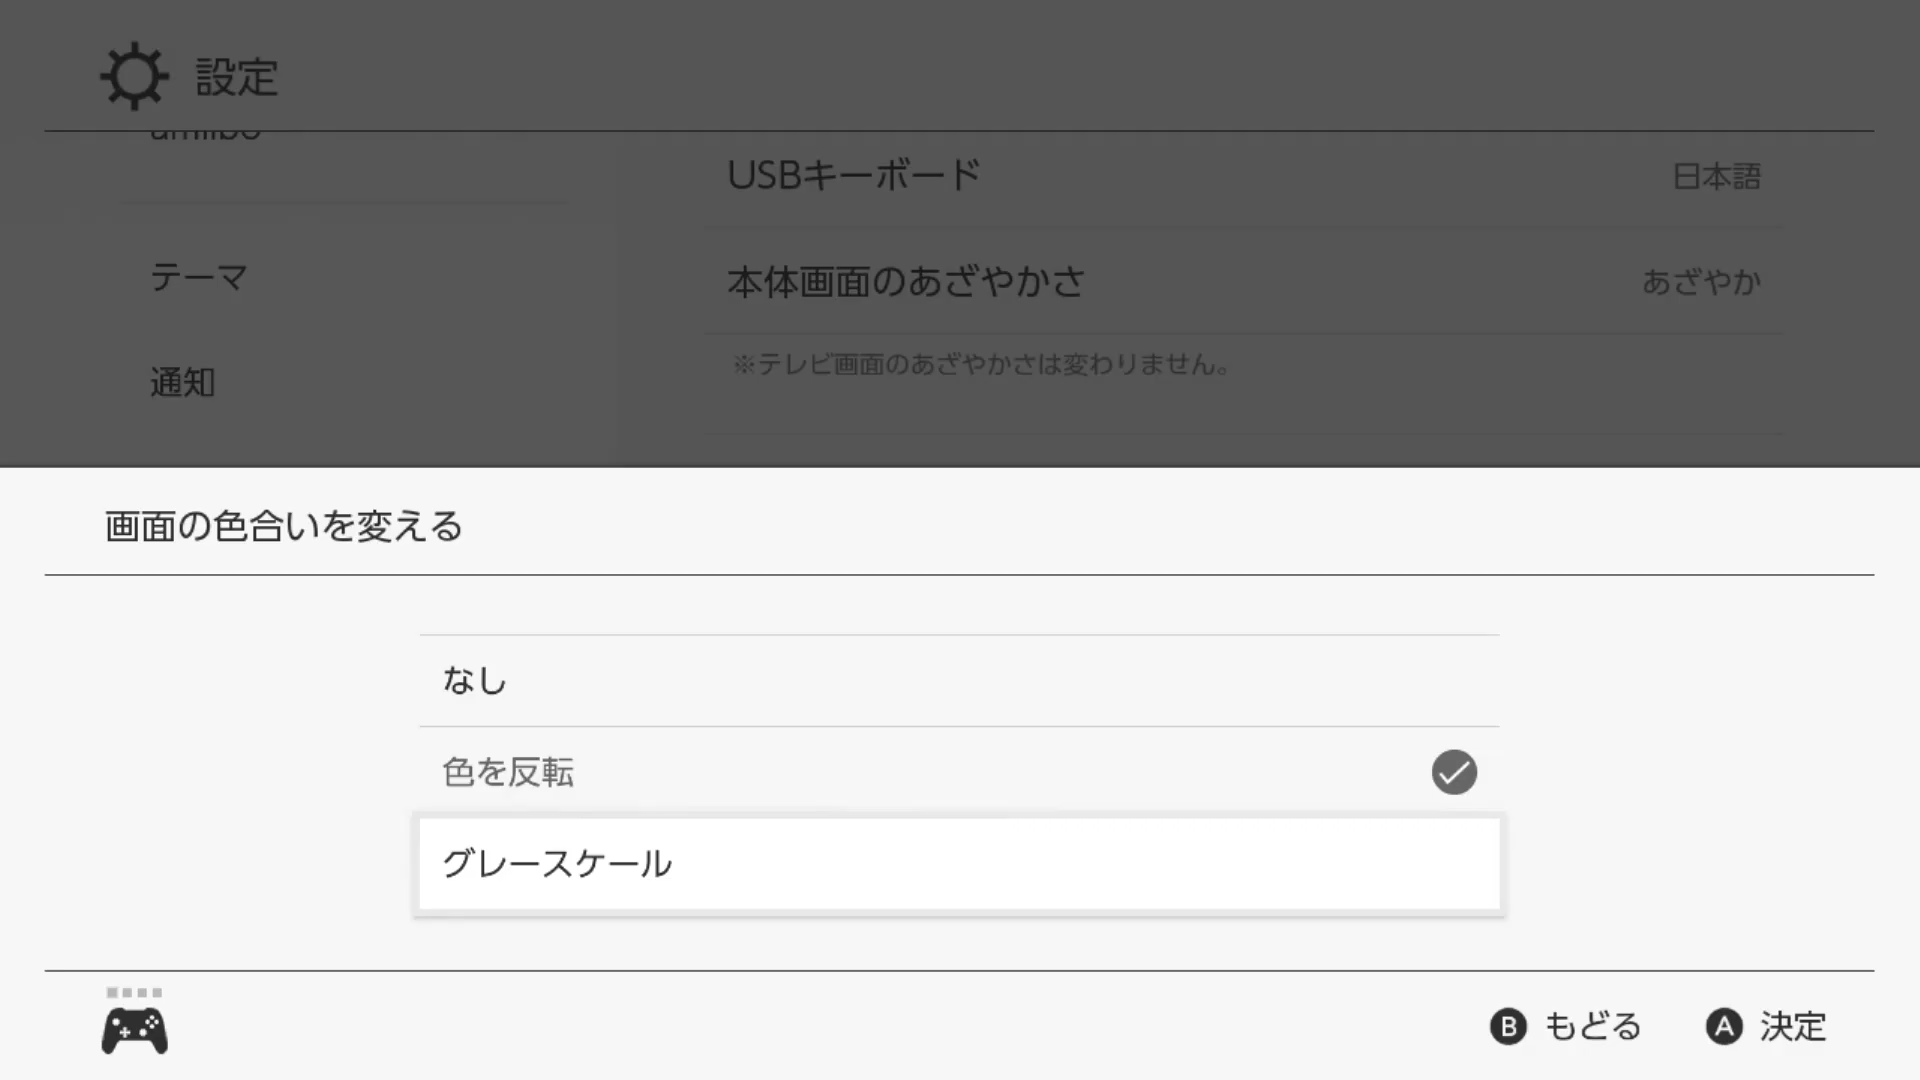 設定
amiibo
USBキーボード 日本語
テーマ
本体画面のあざやかさ あざやか
※テレビ画面のあざやかさは変わりません。
通知
画面の色合いを変える
なし
色を反転
グレースケール
B もどる A 決定